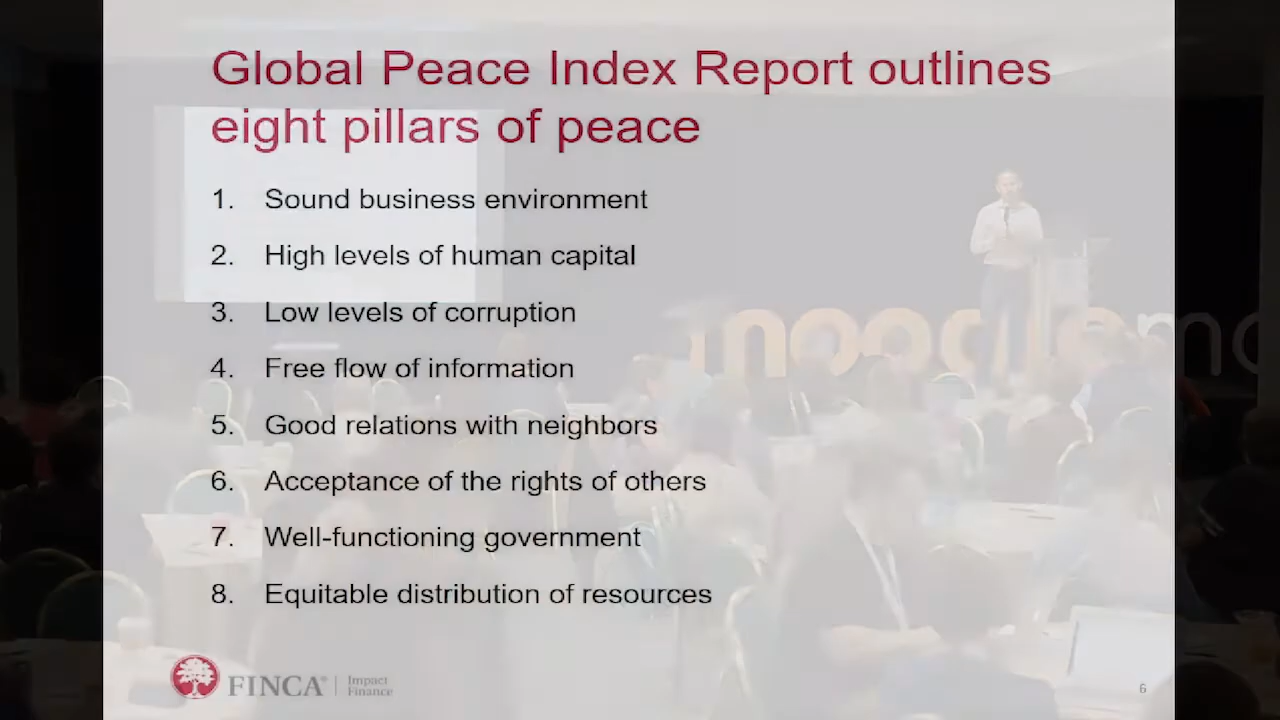 Global Peace Index Report outlines
eight pillars of peace
1. Sound business environment
2. High levels of human capital
3. Low levels of corruption
4. Free flow of information
5. Good relations with neighbors
6. Acceptance of the rights of others
7. Well-functioning government
8. Equitable distribution of resources
moodlemo
FINCA® | Impact
Finance
6